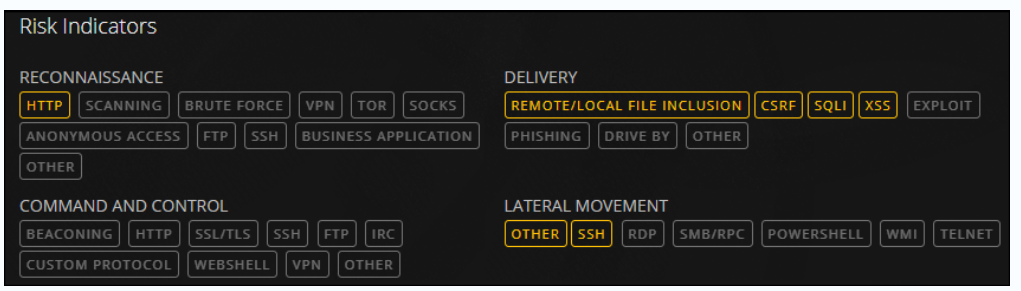 Risk Indicators
RECONNAISSANCE
HTTP SCANNING BRUTE FORCE VPN TOR SOCKS
ANONYMOUS ACCESS FTP SSH BUSINESS APPLICATION
OTHER
DELIVERY
REMOTE/LOCAL FILE INCLUSION CSRF SQLI XSS EXPLOIT
PHISHING DRIVE BY OTHER
COMMAND AND CONTROL
BEACONING HTTP SSL/TLS SSH FTP IRC
CUSTOM PROTOCOL WEBSHELL VPN OTHER
LATERAL MOVEMENT
OTHER SSH RDP SMB/RPC POWERSHELL WMI TELNET